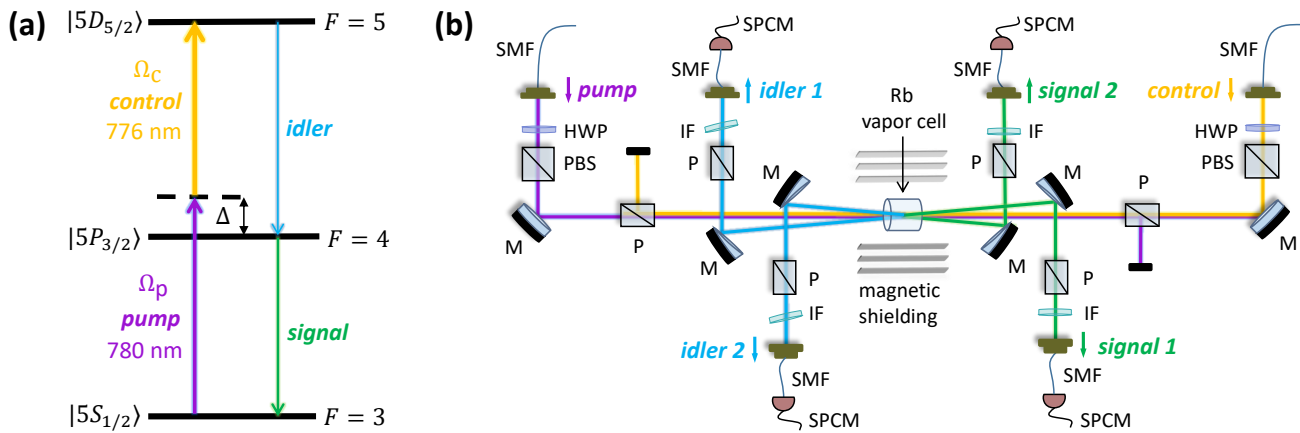 (a)
|5D5/2⟩
F = 5
Ωc
control
776 nm
idler
Δ
|5P3/2⟩
F = 4
Ωp
pump
780 nm
signal
|5S1/2⟩
F = 3
(b)
SPCM
SPCM
SMF
SMF
SMF
SMF
pump
idler 1
Rb
vapor cell
signal 2
control
HWP
IF
IF
HWP
PBS
P
P
PBS
M
M
P
M
P
M
M
M
P
magnetic
shielding
P
IF
IF
idler 2
signal 1
SMF
SMF
SPCM
SPCM